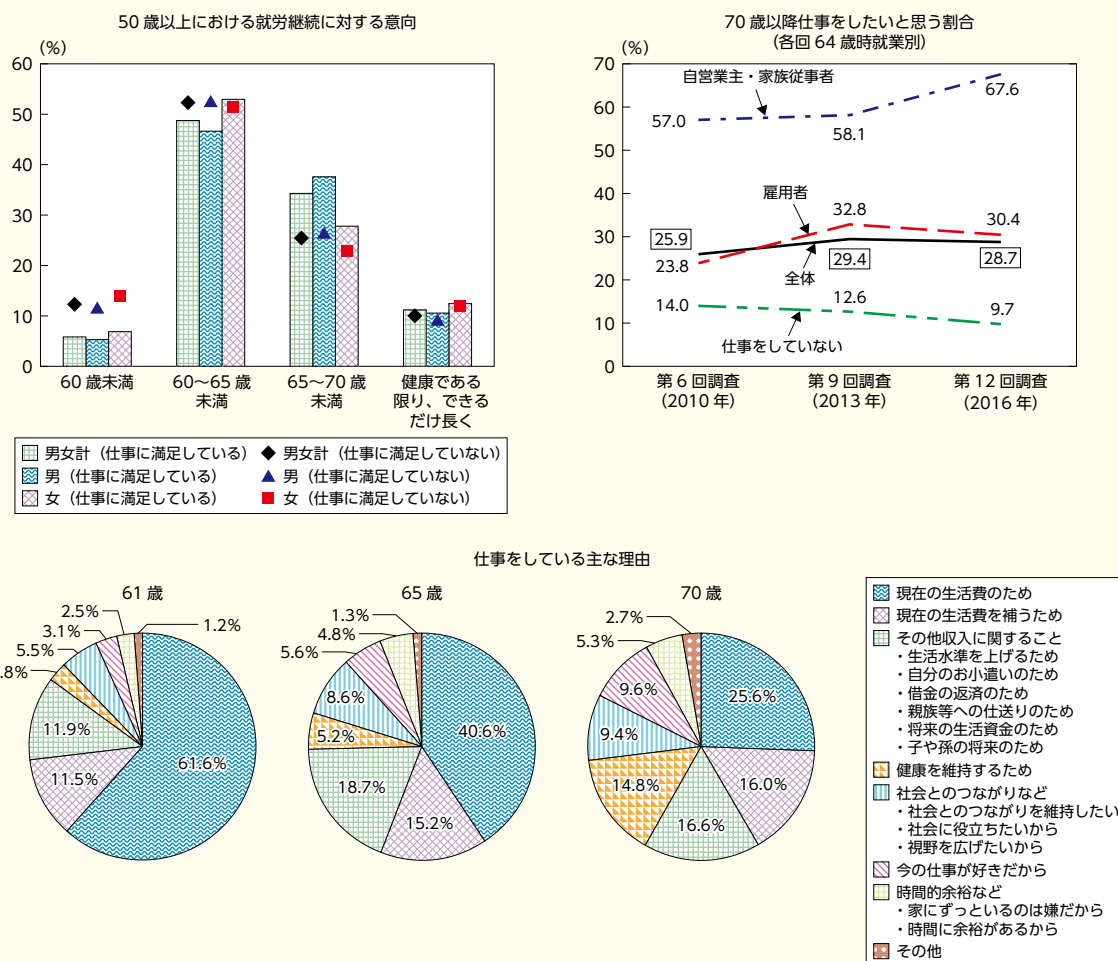 50 歳以上における就労継続に対する意向
(%)
60
50
40
30
20
10
0
60 歳未満
60〜65 歳
未満
65〜70 歳
未満
健康である
限り、できる
だけ長く
男女計（仕事に満足している）
男（仕事に満足している）
女（仕事に満足している）
男女計（仕事に満足していない）
男（仕事に満足していない）
女（仕事に満足していない）
70 歳以降仕事をしたいと思う割合
（各回 64 歳時就業別）
(%)
70
60
50
40
30
20
10
0
自営業主・家族従事者
57.0
58.1
67.6
雇用者
25.9
23.8
32.8
30.4
全体
29.4
28.7
14.0
12.6
9.7
仕事をしていない
第 6 回調査
（2010 年）
第 9 回調査
（2013 年）
第 12 回調査
（2016 年）
仕事をしている主な理由
61 歳
2.5%
1.2%
3.1%
5.5%
.8%
11.9%
11.5%
61.6%
65 歳
1.3%
4.8%
5.6%
8.6%
5.2%
18.7%
15.2%
40.6%
70 歳
2.7%
5.3%
9.6%
9.4%
14.8%
16.6%
16.0%
25.6%
現在の生活費のため
現在の生活費を補うため
その他収入に関すること
・生活水準を上げるため
・自分のお小遣いのため
・借金の返済のため
・親族等への仕送りのため
・将来の生活資金のため
・子や孫の将来のため
健康を維持するため
社会とのつながりなど
・社会とのつながりを維持したい
・社会に役立ちたいから
・視野を広げたいから
今の仕事が好きだから
時間的余裕など
・家にずっといるのは嫌だから
・時間に余裕があるから
その他